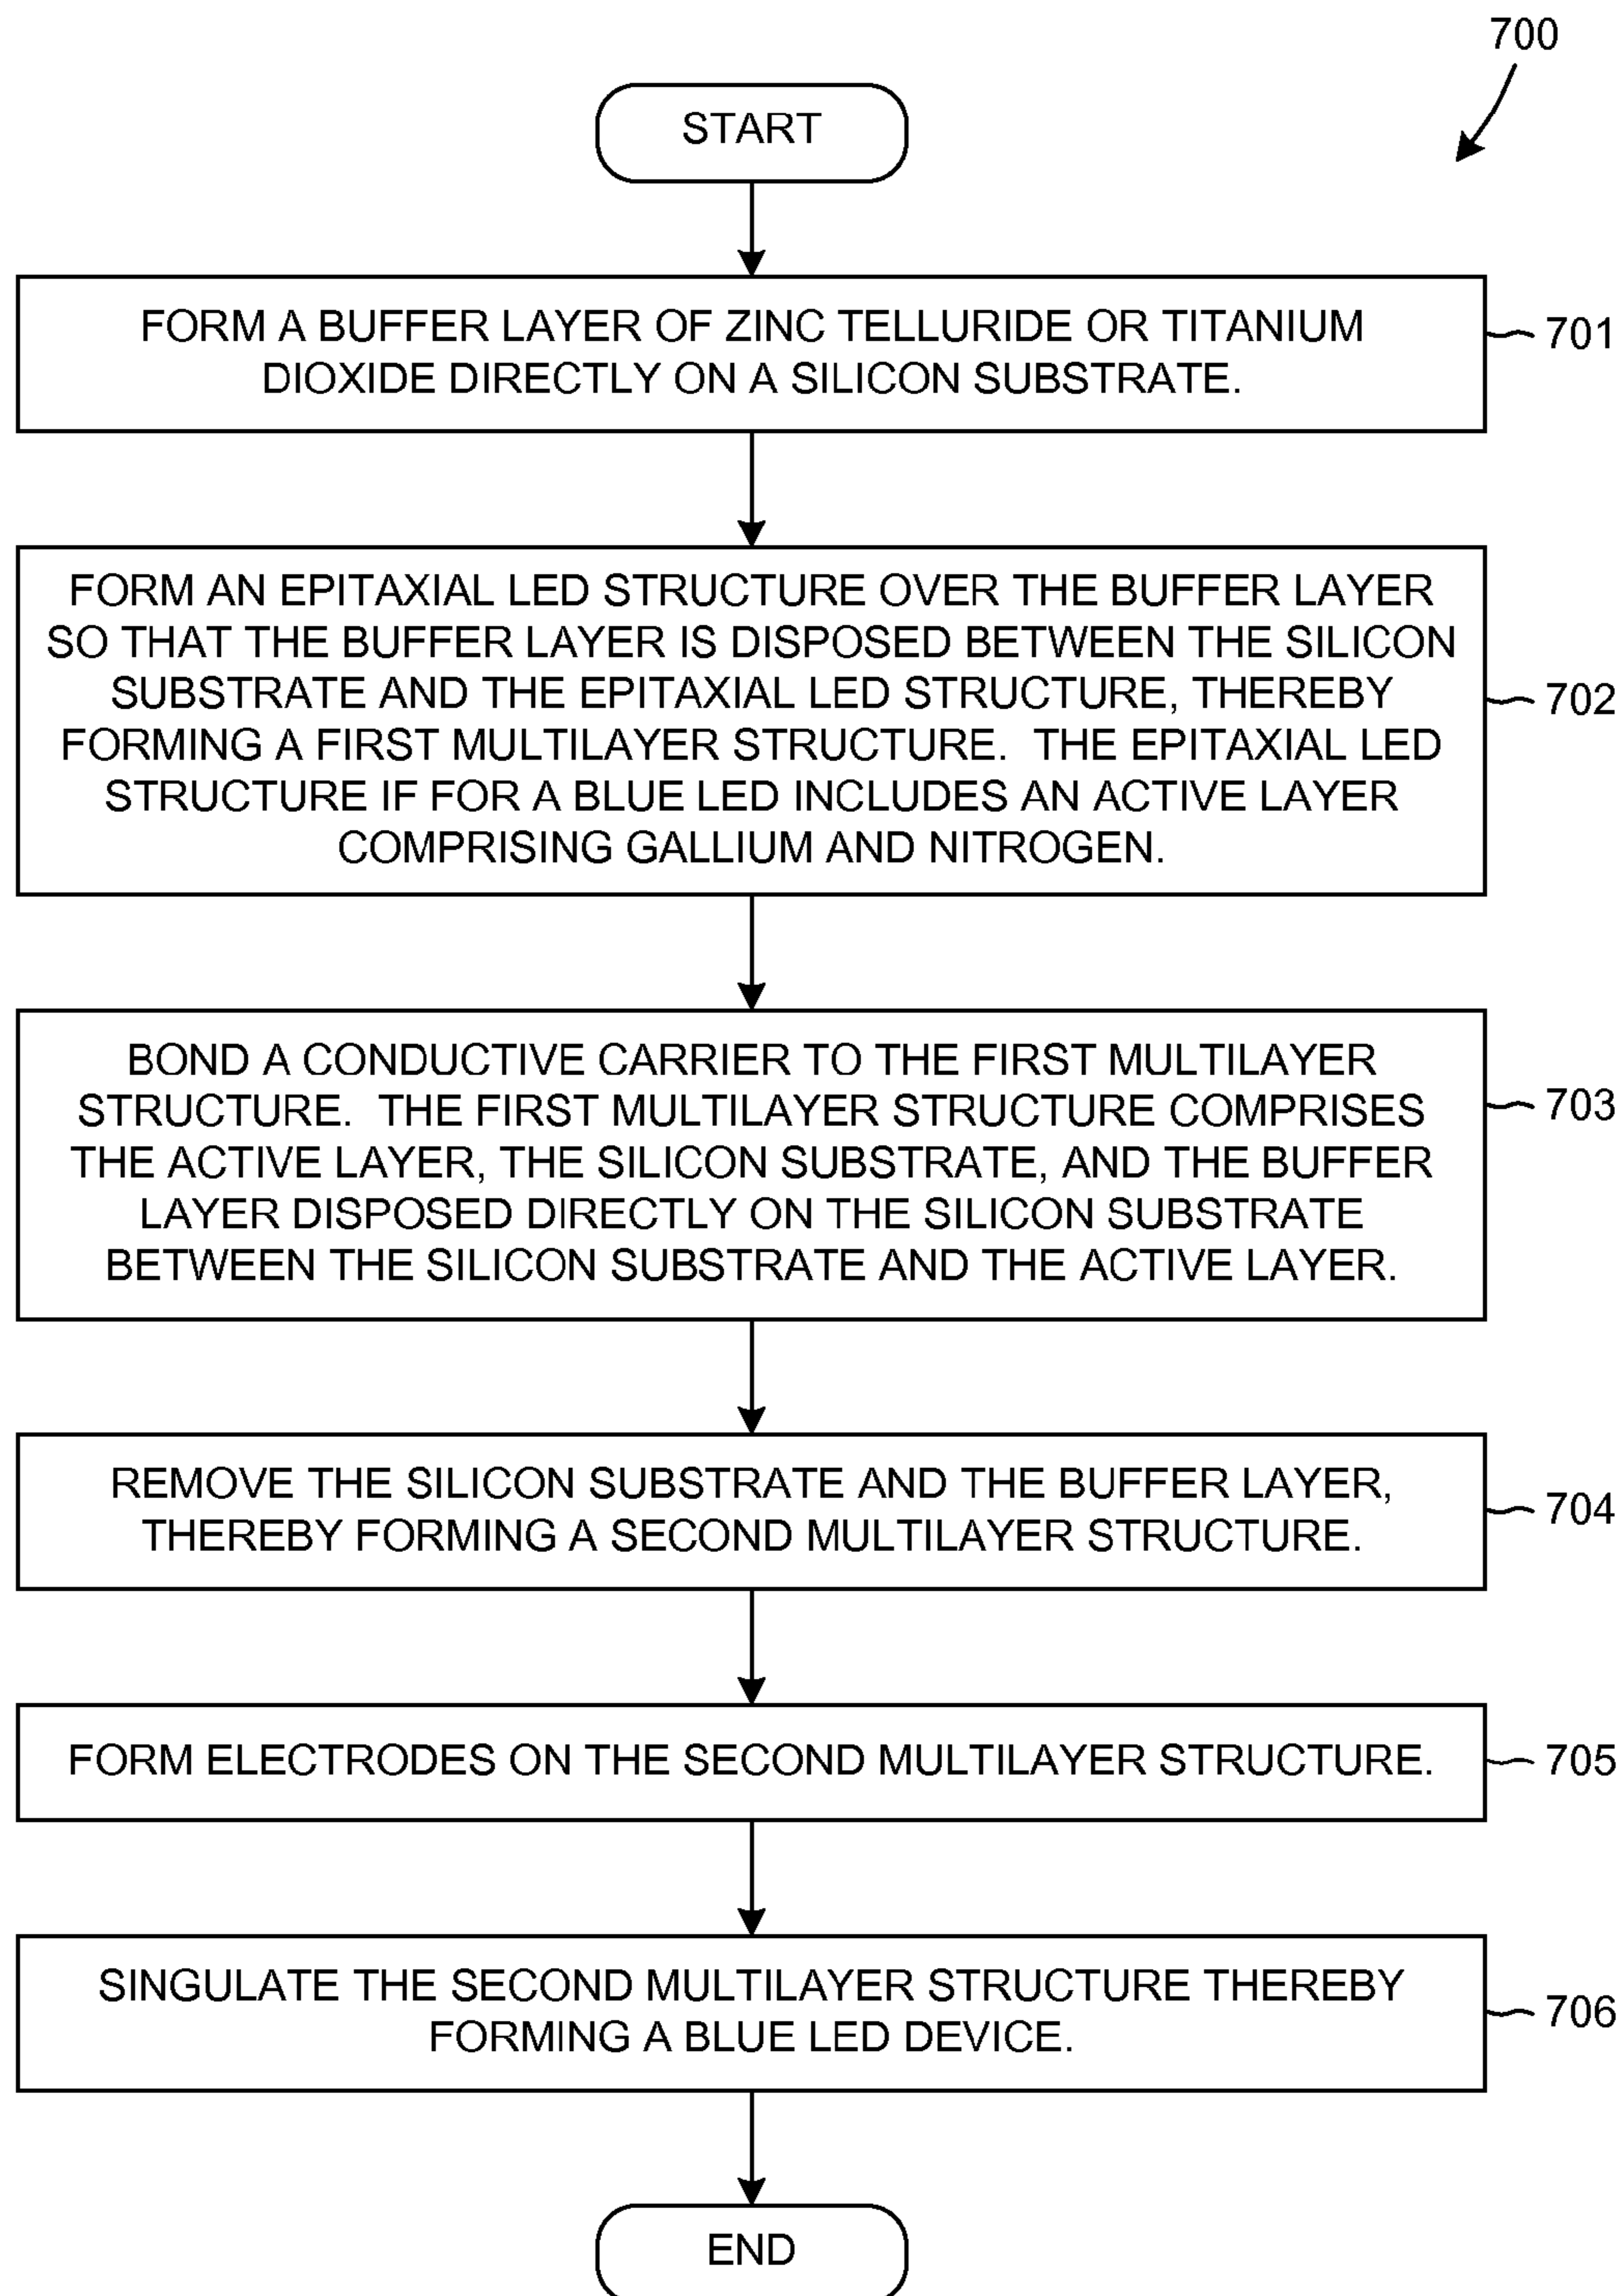 700
START
FORM A BUFFER LAYER OF ZINC TELLURIDE OR TITANIUM
DIOXIDE DIRECTLY ON A SILICON SUBSTRATE.
701
FORM AN EPITAXIAL LED STRUCTURE OVER THE BUFFER LAYER
SO THAT THE BUFFER LAYER IS DISPOSED BETWEEN THE SILICON
SUBSTRATE AND THE EPITAXIAL LED STRUCTURE, THEREBY
FORMING A FIRST MULTILAYER STRUCTURE. THE EPITAXIAL LED
STRUCTURE IF FOR A BLUE LED INCLUDES AN ACTIVE LAYER
COMPRISING GALLIUM AND NITROGEN.
702
BOND A CONDUCTIVE CARRIER TO THE FIRST MULTILAYER
STRUCTURE. THE FIRST MULTILAYER STRUCTURE COMPRISES
THE ACTIVE LAYER, THE SILICON SUBSTRATE, AND THE BUFFER
LAYER DISPOSED DIRECTLY ON THE SILICON SUBSTRATE
BETWEEN THE SILICON SUBSTRATE AND THE ACTIVE LAYER.
703
REMOVE THE SILICON SUBSTRATE AND THE BUFFER LAYER,
THEREBY FORMING A SECOND MULTILAYER STRUCTURE.
704
FORM ELECTRODES ON THE SECOND MULTILAYER STRUCTURE.
705
SINGULATE THE SECOND MULTILAYER STRUCTURE THEREBY
FORMING A BLUE LED DEVICE.
706
END